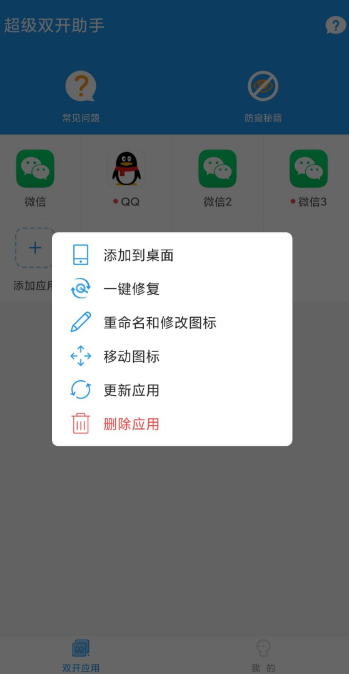 超级双开助手
常见问题
防窥秘籍
微信
QQ
微信2
微信3
添加应用
添加到桌面
一键修复
重命名和修改图标
移动图标
更新应用
删除应用
双开应用
我 的